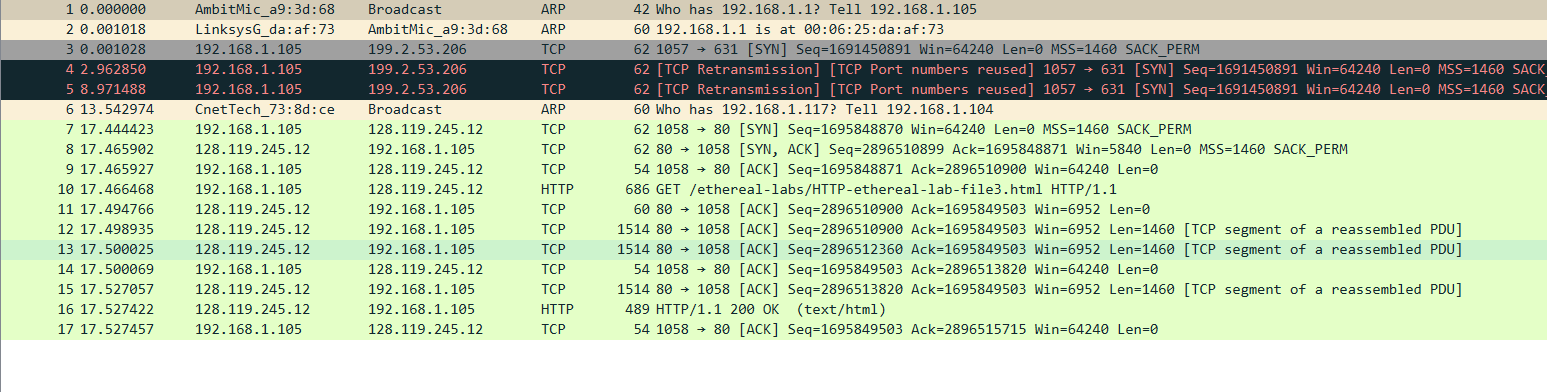 1 0.000000 AmbitMic_a9:3d:68 Broadcast ARP 42 Who has 192.168.1.1? Tell 192.168.1.105
2 0.001018 LinksysG_da:af:73 AmbitMic_a9:3d:68 ARP 60 192.168.1.1 is at 00:06:25:da:af:73
3 0.001028 192.168.1.105 199.2.53.206 TCP 62 1057 → 631 [SYN] Seq=1691450891 Win=64240 Len=0 MSS=1460 SACK_PERM
4 2.962850 192.168.1.105 199.2.53.206 TCP 62 [TCP Retransmission] [TCP Port numbers reused] 1057 → 631 [SYN] Seq=1691450891 Win=64240 Len=0 MSS=1460 SACK_
5 8.971488 192.168.1.105 199.2.53.206 TCP 62 [TCP Retransmission] [TCP Port numbers reused] 1057 → 631 [SYN] Seq=1691450891 Win=64240 Len=0 MSS=1460 SACK_
6 13.542974 CnetTech_73:8d:ce Broadcast ARP 60 Who has 192.168.1.117? Tell 192.168.1.104
7 17.444423 192.168.1.105 128.119.245.12 TCP 62 1058 → 80 [SYN] Seq=1695848870 Win=64240 Len=0 MSS=1460 SACK_PERM
8 17.465902 128.119.245.12 192.168.1.105 TCP 62 80 → 1058 [SYN, ACK] Seq=2896510899 Ack=1695848871 Win=5840 Len=0 MSS=1460 SACK_PERM
9 17.465927 192.168.1.105 128.119.245.12 TCP 54 1058 → 80 [ACK] Seq=1695848871 Ack=2896510900 Win=64240 Len=0
10 17.466468 192.168.1.105 128.119.245.12 HTTP 686 GET /ethereal-labs/HTTP-ethereal-lab-file3.html HTTP/1.1
11 17.494766 128.119.245.12 192.168.1.105 TCP 60 80 → 1058 [ACK] Seq=2896510900 Ack=1695849503 Win=6952 Len=0
12 17.498935 128.119.245.12 192.168.1.105 TCP 1514 80 → 1058 [ACK] Seq=2896510900 Ack=1695849503 Win=6952 Len=1460 [TCP segment of a reassembled PDU]
13 17.500025 128.119.245.12 192.168.1.105 TCP 1514 80 → 1058 [ACK] Seq=2896512360 Ack=1695849503 Win=6952 Len=1460 [TCP segment of a reassembled PDU]
14 17.500069 192.168.1.105 128.119.245.12 TCP 54 1058 → 80 [ACK] Seq=1695849503 Ack=2896513820 Win=64240 Len=0
15 17.527057 128.119.245.12 192.168.1.105 TCP 1514 80 → 1058 [ACK] Seq=2896513820 Ack=1695849503 Win=6952 Len=1460 [TCP segment of a reassembled PDU]
16 17.527422 128.119.245.12 192.168.1.105 HTTP 489 HTTP/1.1 200 OK (text/html)
17 17.527457 192.168.1.105 128.119.245.12 TCP 54 1058 → 80 [ACK] Seq=1695849503 Ack=2896515715 Win=64240 Len=0